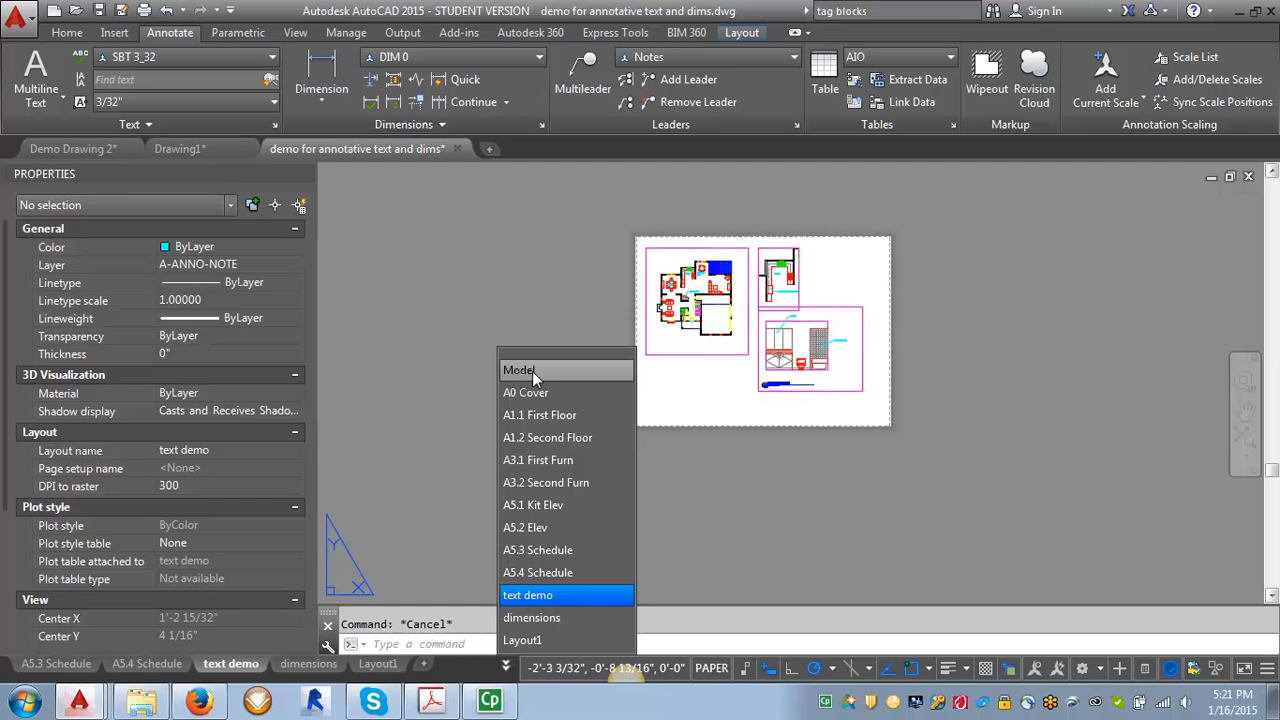 Autodesk AutoCAD 2015 - STUDENT VERSION demo for annotative text and dims.dwg tag blocks Sign In
Home Insert Annotate Parametric View Manage Output Add-ins Autodesk 360 Express Tools BIM 360 Layout
A Multiline Text
SBT 3_32
Find text
3/32"
Text
Dimension
DIM 0
Quick
Continue
Dimensions
Multileader
Notes
Add Leader
Remove Leader
Leaders
Table
AIO
Extract Data
Link Data
Tables
Wipeout Revision Cloud
Markup
Add Current Scale
Scale List
Add/Delete Scales
Sync Scale Positions
Annotation Scaling
Demo Drawing 2* Drawing1* demo for annotative text and dims*
PROPERTIES
No selection
General
Color ByLayer
Layer A-ANNO-NOTE
Linetype ByLayer
Linetype scale 1.00000
Lineweight ByLayer
Transparency ByLayer
Thickness 0"
3D Visualization
Material ByLayer
Shadow display Casts and Receives Shado...
Layout
Layout name text demo
Page setup name <None>
DPI to raster 300
Plot style
Plot style ByColor
Plot style table None
Plot table attached to text demo
Plot table type Not available
View
Center X 1'-2 15/32"
Center Y 4 1/16"
Y
X
Model
A0 Cover
A1.1 First Floor
A1.2 Second Floor
A3.1 First Furn
A3.2 Second Furn
A5.1 Kit Elev
A5.2 Elev
A5.3 Schedule
A5.4 Schedule
text demo
dimensions
Layout1
Command: *Cancel*
Type a command
A5.3 Schedule A5.4 Schedule text demo dimensions Layout1 +
-2'-3 3/32", -0'-8 13/16", 0'-0" PAPER
5:21 PM
1/16/2015